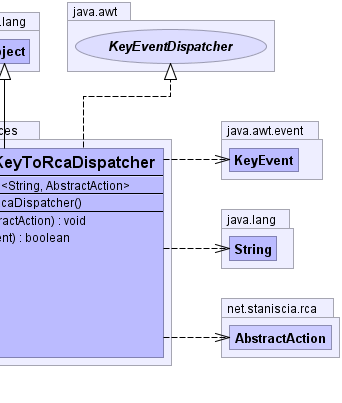 .lang
java.awt
oject
KeyEventDispatcher
ces
java.awt.event
KeyToRcaDispatcher
KeyEvent
<String, AbstractAction>
caDispatcher()
ractAction) : void
ent) : boolean
java.lang
String
net.staniscia.rca
AbstractAction